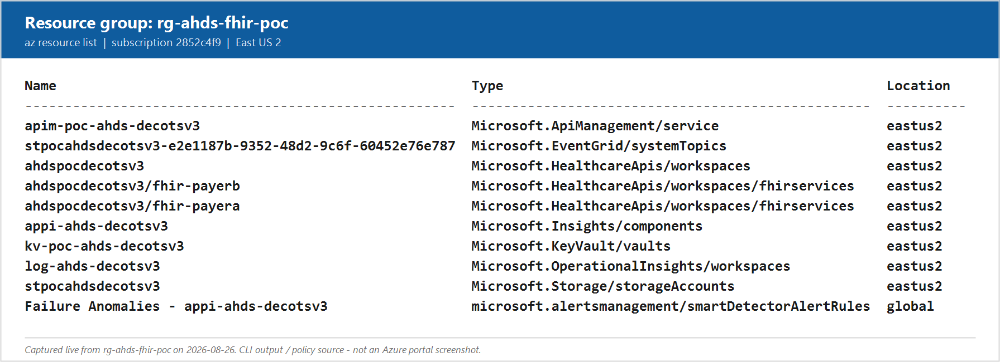 Resource group: rg-ahds-fhir-poc
az resource list | subscription 2852c4f9 | East US 2
Name Type Location
------------------------------------------------------ -------------------------------------------------- ----------
apim-poc-ahds-decotsv3 Microsoft.ApiManagement/service eastus2
stpocahdsdecotsv3-e2e1187b-9352-48d2-9c6f-60452e76e787 Microsoft.EventGrid/systemTopics eastus2
ahdspocdecotsv3 Microsoft.HealthcareApis/workspaces eastus2
ahdspocdecotsv3/fhir-payerb Microsoft.HealthcareApis/workspaces/fhirservices eastus2
ahdspocdecotsv3/fhir-payera Microsoft.HealthcareApis/workspaces/fhirservices eastus2
appi-ahds-decotsv3 Microsoft.Insights/components eastus2
kv-poc-ahds-decotsv3 Microsoft.KeyVault/vaults eastus2
log-ahds-decotsv3 Microsoft.OperationalInsights/workspaces eastus2
stpocahdsdecotsv3 Microsoft.Storage/storageAccounts eastus2
Failure Anomalies - appi-ahds-decotsv3 microsoft.alertsmanagement/smartDetectorAlertRules global
Captured live from rg-ahds-fhir-poc on 2026-08-26. CLI output / policy source - not an Azure portal screenshot.